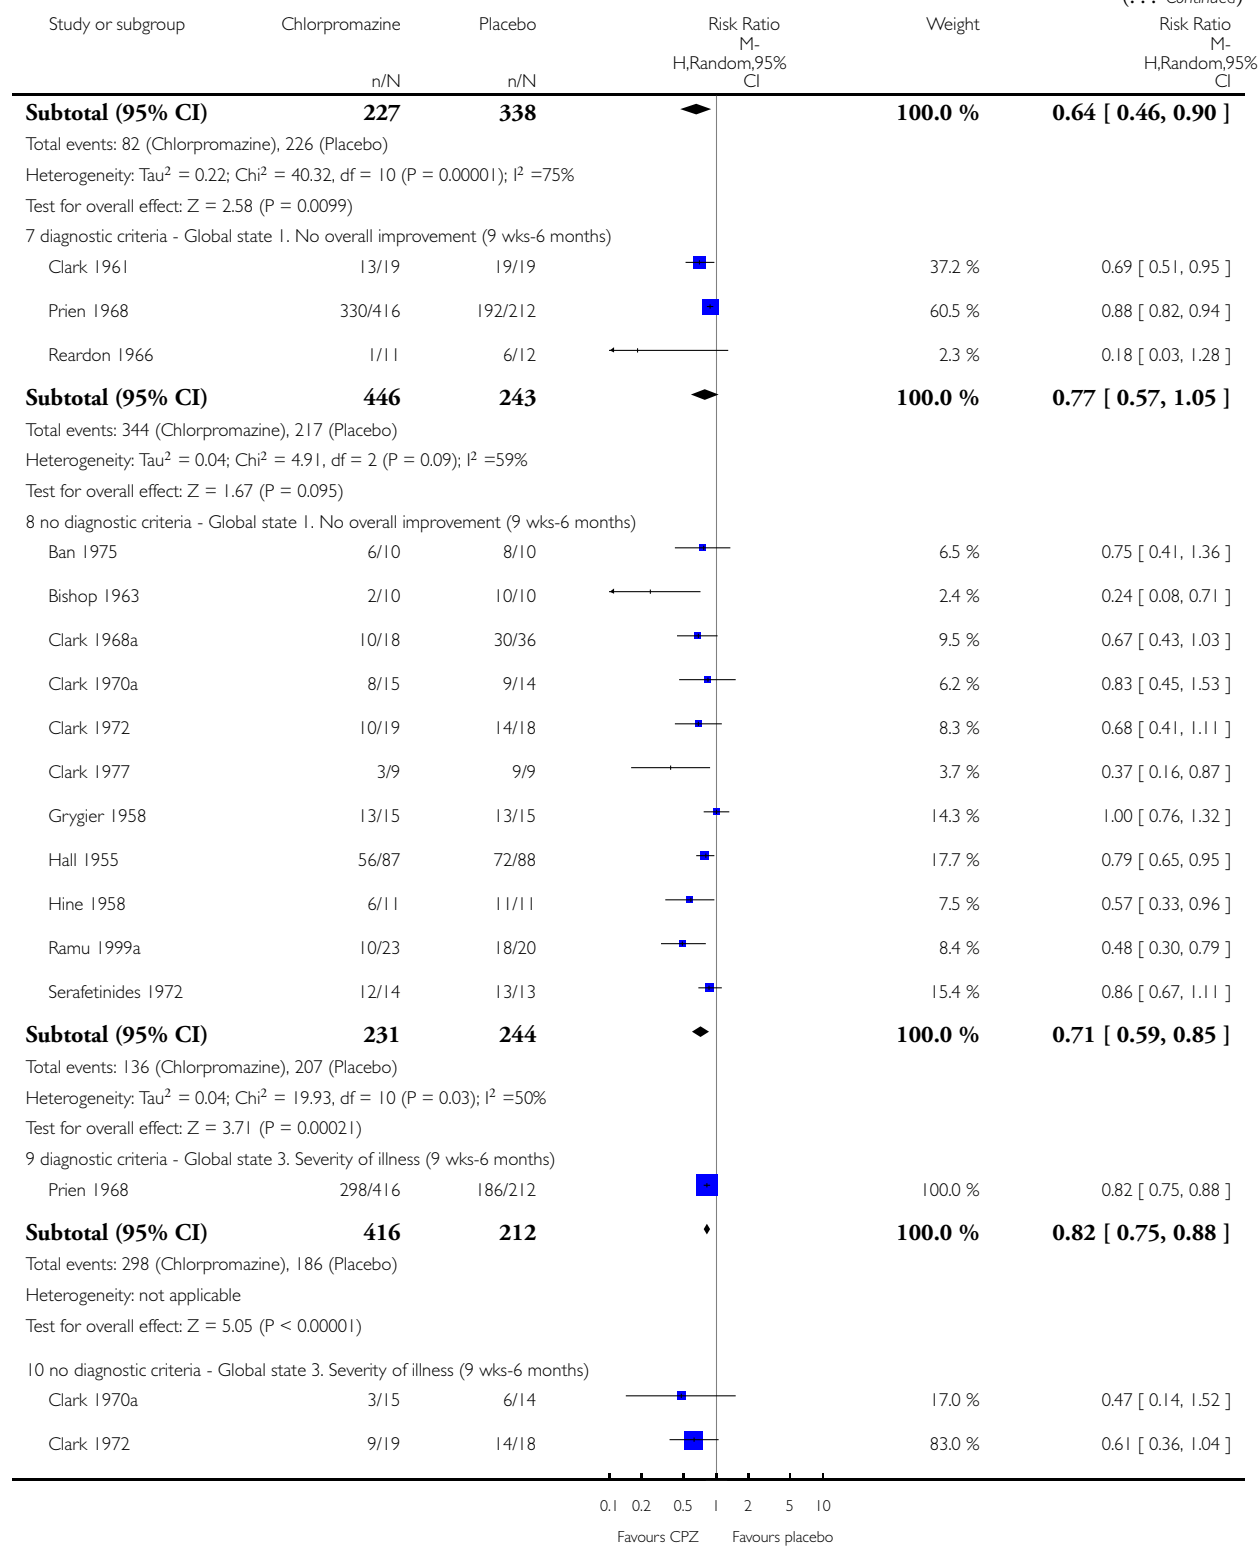 (. . . Continued)
Study or subgroup Chlorpromazine Placebo Risk Ratio Weight Risk Ratio
M- M-
H,Random,95% H,Random,95%
n/N n/N CI CI
Subtotal (95% CI) 227 338 100.0 % 0.64 [ 0.46, 0.90 ]
Total events: 82 (Chlorpromazine), 226 (Placebo)
Heterogeneity: Tau² = 0.22; Chi² = 40.32, df = 10 (P = 0.00001); I² =75%
Test for overall effect: Z = 2.58 (P = 0.0099)
7 diagnostic criteria - Global state 1. No overall improvement (9 wks-6 months)
Clark 1961 13/19 19/19 37.2 % 0.69 [ 0.51, 0.95 ]
Prien 1968 330/416 192/212 60.5 % 0.88 [ 0.82, 0.94 ]
Reardon 1966 1/11 6/12 2.3 % 0.18 [ 0.03, 1.28 ]
Subtotal (95% CI) 446 243 100.0 % 0.77 [ 0.57, 1.05 ]
Total events: 344 (Chlorpromazine), 217 (Placebo)
Heterogeneity: Tau² = 0.04; Chi² = 4.91, df = 2 (P = 0.09); I² =59%
Test for overall effect: Z = 1.67 (P = 0.095)
8 no diagnostic criteria - Global state 1. No overall improvement (9 wks-6 months)
Ban 1975 6/10 8/10 6.5 % 0.75 [ 0.41, 1.36 ]
Bishop 1963 2/10 10/10 2.4 % 0.24 [ 0.08, 0.71 ]
Clark 1968a 10/18 30/36 9.5 % 0.67 [ 0.43, 1.03 ]
Clark 1970a 8/15 9/14 6.2 % 0.83 [ 0.45, 1.53 ]
Clark 1972 10/19 14/18 8.3 % 0.68 [ 0.41, 1.11 ]
Clark 1977 3/9 9/9 3.7 % 0.37 [ 0.16, 0.87 ]
Grygier 1958 13/15 13/15 14.3 % 1.00 [ 0.76, 1.32 ]
Hall 1955 56/87 72/88 17.7 % 0.79 [ 0.65, 0.95 ]
Hine 1958 6/11 11/11 7.5 % 0.57 [ 0.33, 0.96 ]
Ramu 1999a 10/23 18/20 8.4 % 0.48 [ 0.30, 0.79 ]
Serafetinides 1972 12/14 13/13 15.4 % 0.86 [ 0.67, 1.11 ]
Subtotal (95% CI) 231 244 100.0 % 0.71 [ 0.59, 0.85 ]
Total events: 136 (Chlorpromazine), 207 (Placebo)
Heterogeneity: Tau² = 0.04; Chi² = 19.93, df = 10 (P = 0.03); I² =50%
Test for overall effect: Z = 3.71 (P = 0.00021)
9 diagnostic criteria - Global state 3. Severity of illness (9 wks-6 months)
Prien 1968 298/416 186/212 100.0 % 0.82 [ 0.75, 0.88 ]
Subtotal (95% CI) 416 212 100.0 % 0.82 [ 0.75, 0.88 ]
Total events: 298 (Chlorpromazine), 186 (Placebo)
Heterogeneity: not applicable
Test for overall effect: Z = 5.05 (P < 0.00001)
10 no diagnostic criteria - Global state 3. Severity of illness (9 wks-6 months)
Clark 1970a 3/15 6/14 17.0 % 0.47 [ 0.14, 1.52 ]
Clark 1972 9/19 14/18 83.0 % 0.61 [ 0.36, 1.04 ]
0.1 0.2 0.5 1 2 5 10
Favours CPZ Favours placebo